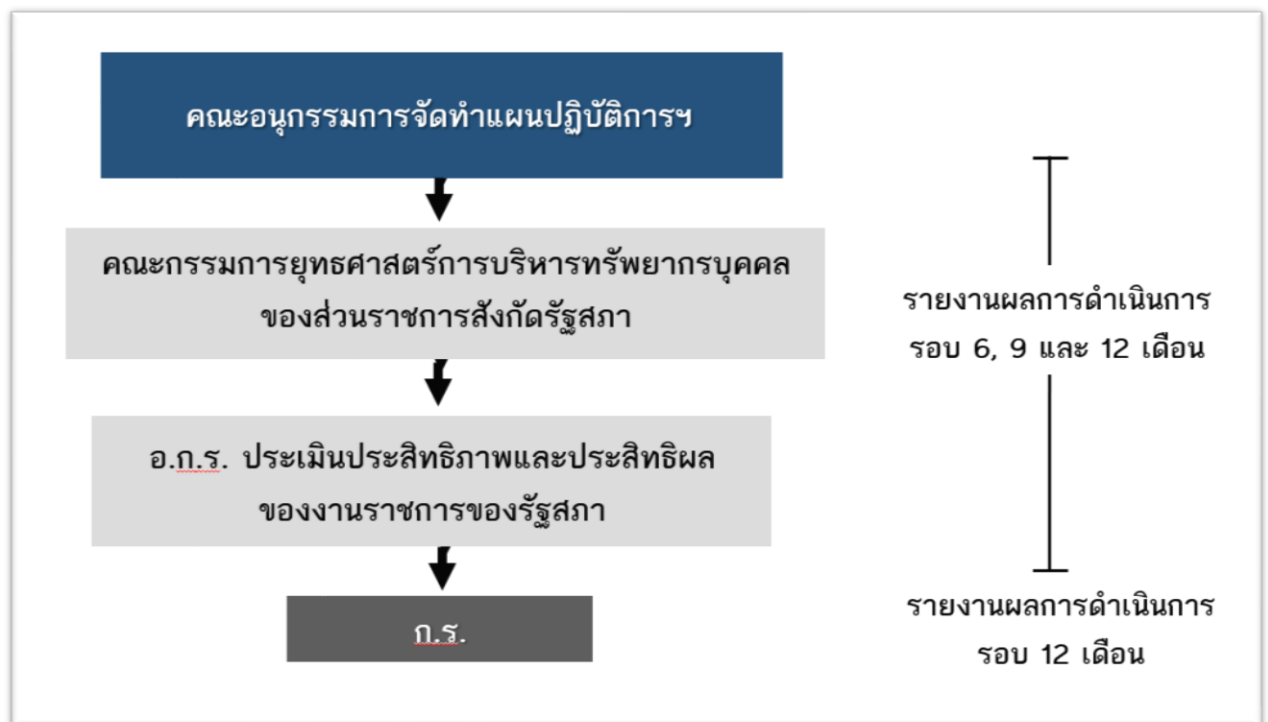 คณะอนุกรรมการจัดทำแผนปฏิบัติการฯ
คณะกรรมการยุทธศาสตร์การบริหารทรัพยากรบุคคล
ของส่วนราชการสังกัดรัฐสภา
อ.ก.ร. ประเมินประสิทธิภาพและประสิทธิผล
ของงานราชการของรัฐสภา
ก.ร.
รายงานผลการดำเนินการ
รอบ 6, 9 และ 12 เดือน
รายงานผลการดำเนินการ
รอบ 12 เดือน